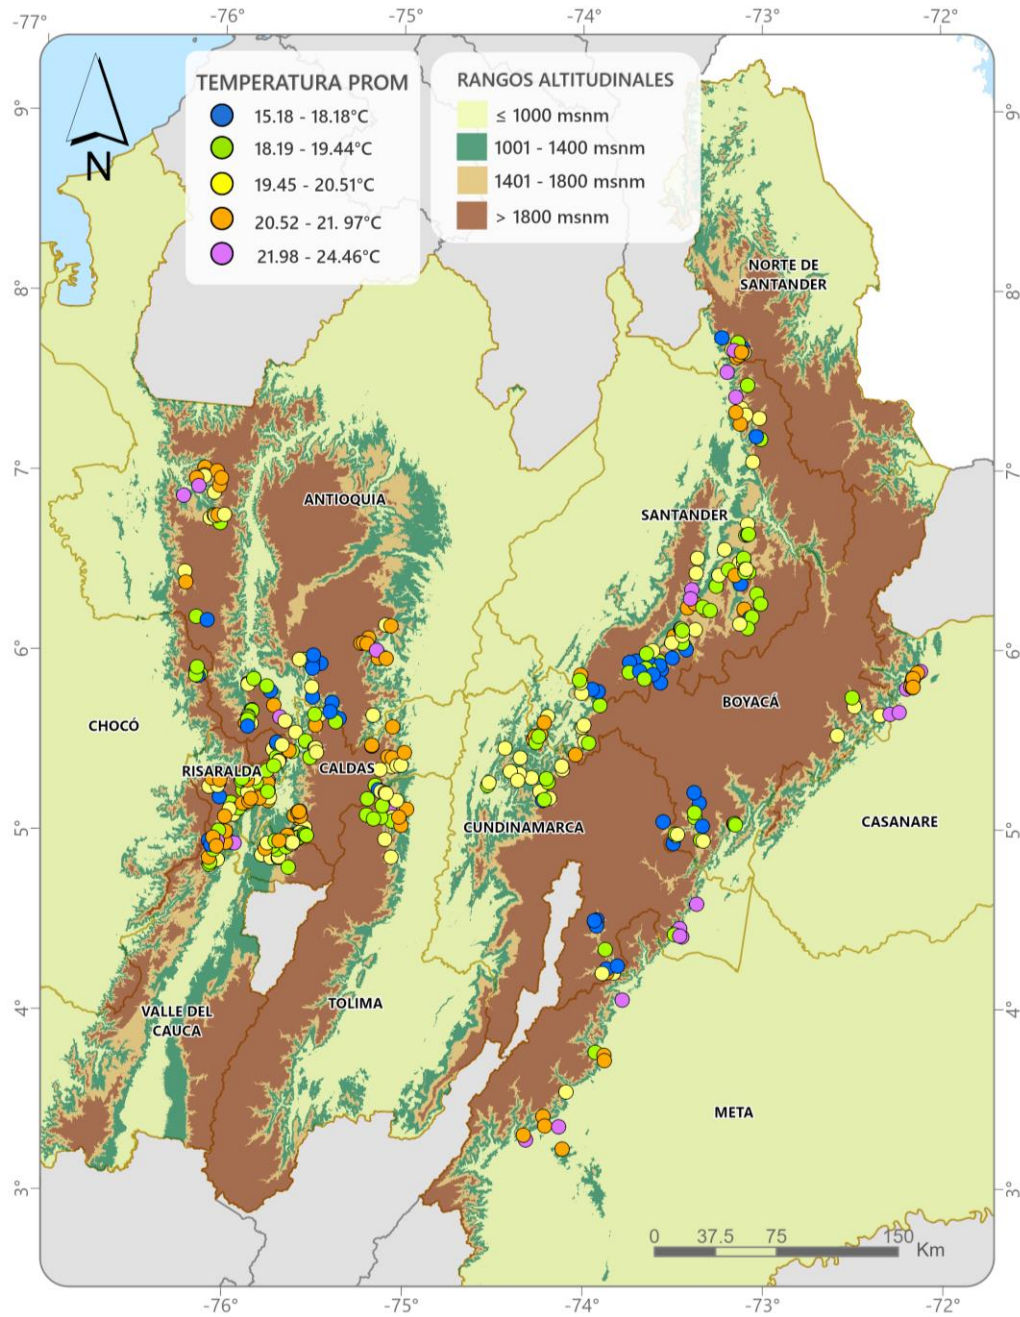 -77°
-76°
-75°
-74°
-73°
-72°
TEMPERATURA PROM
15.18 - 18.18°C
18.19 - 19.44°C
19.45 - 20.51°C
20.52 - 21. 97°C
21.98 - 24.46°C
RANGOS ALTITUDINALES
≤ 1000 msnm
1001 - 1400 msnm
1401 - 1800 msnm
> 1800 msnm
N
9°
9°
8°
8°
7°
7°
6°
6°
5°
5°
4°
4°
3°
3°
NORTE DE
SANTANDER
ANTIOQUIA
SANTANDER
BOYACÁ
CHOCÓ
RISARALDA
CALDAS
CUNDINAMARCA
CASANARE
TOLIMA
VALLE DEL
CAUCA
META
0 37.5 75 150
Km
-76°
-75°
-74°
-73°
-72°